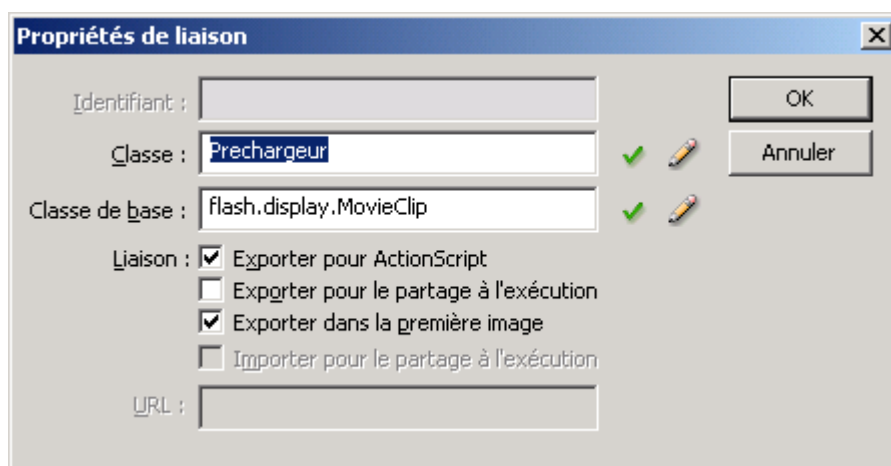 Propriétés de liaison
Identifiant :
OK
Classe : Prechargeur
Annuler
Classe de base : flash.display.MovieClip
Liaison : Exporter pour ActionScript
Exporter pour le partage à l'exécution
Exporter dans la première image
Importer pour le partage à l'exécution
URL :